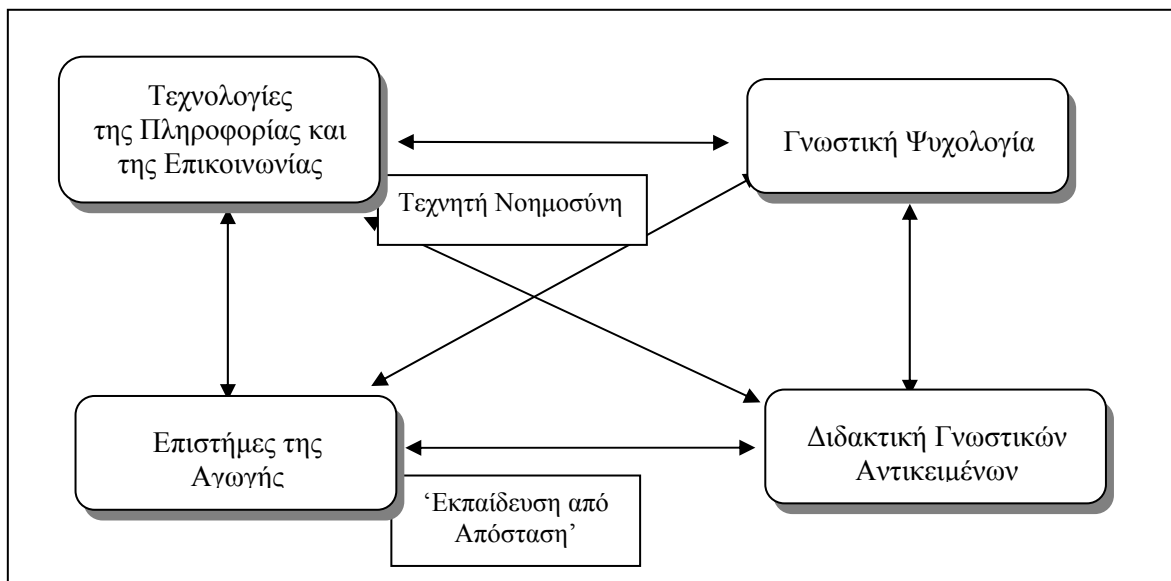 Τεχνολογίες
της Πληροφορίας και
της Επικοινωνίας
Γνωστική Ψυχολογία
Τεχνητή Νοημοσύνη
Επιστήμες της
Αγωγής
Διδακτική Γνωστικών
Αντικειμένων
‘Εκπαίδευση από
Απόσταση’